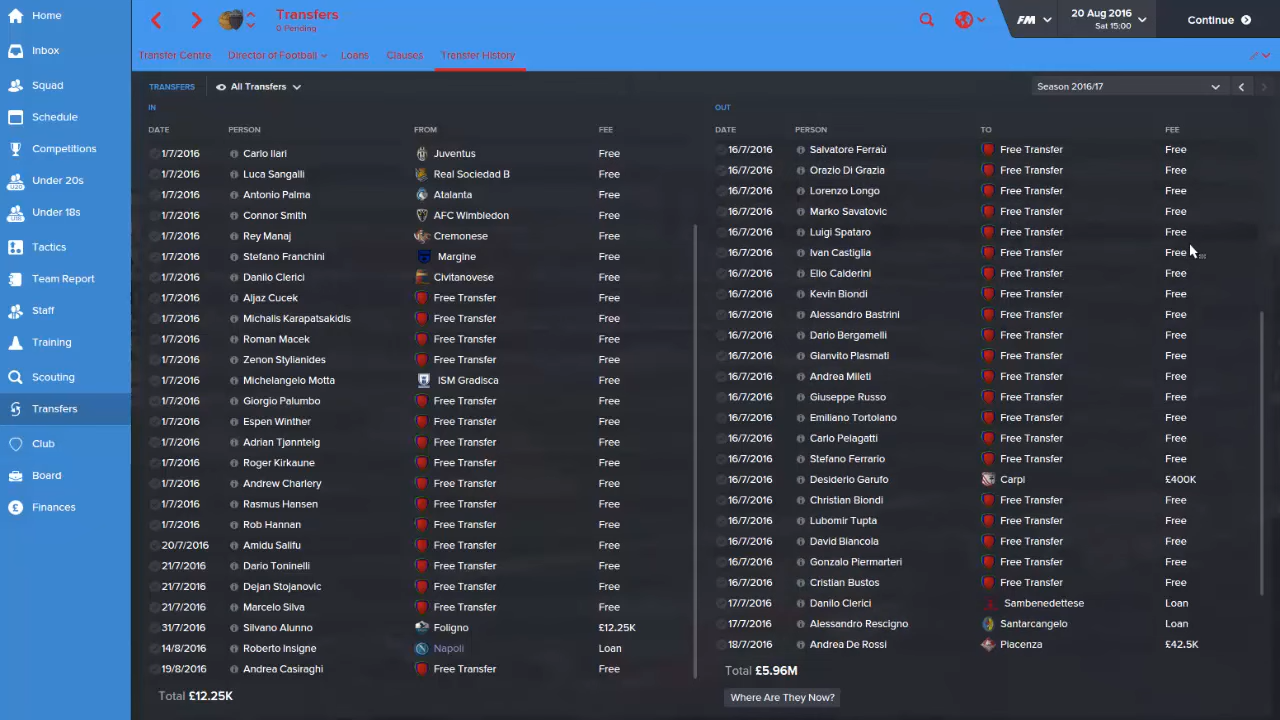 Home
Inbox
Squad
Schedule
Competitions
Under 20s
Under 18s
Tactics
Team Report
Staff
Training
Scouting
Transfers
Club
Board
Finances
Transfers
0 Pending
FM
20 Aug 2016
Sat 15:00
Continue
Transfer Centre
Director of Football
Loans
Clauses
Transfer History
TRANSFERS
All Transfers
Season 2016/17
IN
DATE PERSON FROM FEE
1/7/2016 Carlo Ilari Juventus Free
1/7/2016 Luca Sangalli Real Sociedad B Free
1/7/2016 Antonio Palma Atalanta Free
1/7/2016 Connor Smith AFC Wimbledon Free
1/7/2016 Rey Manaj Cremonese Free
1/7/2016 Stefano Franchini Margine Free
1/7/2016 Danilo Clerici Civitanovese Free
1/7/2016 Aljaz Cucek Free Transfer Free
1/7/2016 Michalis Karapatsakidis Free Transfer Free
1/7/2016 Roman Macek Free Transfer Free
1/7/2016 Zenon Stylianides Free Transfer Free
1/7/2016 Michelangelo Motta ISM Gradisca Free
1/7/2016 Giorgio Palumbo Free Transfer Free
1/7/2016 Espen Winther Free Transfer Free
1/7/2016 Adrian Tjønnteig Free Transfer Free
1/7/2016 Roger Kirkaune Free Transfer Free
1/7/2016 Andrew Charlery Free Transfer Free
1/7/2016 Rasmus Hansen Free Transfer Free
1/7/2016 Rob Hannan Free Transfer Free
20/7/2016 Amidu Salifu Free Transfer Free
21/7/2016 Dario Toninelli Free Transfer Free
21/7/2016 Dejan Stojanovic Free Transfer Free
21/7/2016 Marcelo Silva Free Transfer Free
31/7/2016 Silvano Alunno Foligno £12.25K
14/8/2016 Roberto Insigne Napoli Loan
19/8/2016 Andrea Casiraghi Free Transfer Free
Total £12.25K
OUT
DATE PERSON TO FEE
16/7/2016 Salvatore Ferraù Free Transfer Free
16/7/2016 Orazio Di Grazia Free Transfer Free
16/7/2016 Lorenzo Longo Free Transfer Free
16/7/2016 Marko Savatovic Free Transfer Free
16/7/2016 Luigi Spataro Free Transfer Free
16/7/2016 Ivan Castiglia Free Transfer Free
16/7/2016 Elio Calderini Free Transfer Free
16/7/2016 Kevin Biondi Free Transfer Free
16/7/2016 Alessandro Bastrini Free Transfer Free
16/7/2016 Dario Bergamelli Free Transfer Free
16/7/2016 Gianvito Plasmati Free Transfer Free
16/7/2016 Andrea Mileti Free Transfer Free
16/7/2016 Giuseppe Russo Free Transfer Free
16/7/2016 Emiliano Tortolano Free Transfer Free
16/7/2016 Carlo Pelagatti Free Transfer Free
16/7/2016 Stefano Ferrario Free Transfer Free
16/7/2016 Desiderio Garufo Carpi £400K
16/7/2016 Christian Biondi Free Transfer Free
16/7/2016 Lubomir Tupta Free Transfer Free
16/7/2016 David Biancola Free Transfer Free
16/7/2016 Gonzalo Piermarteri Free Transfer Free
16/7/2016 Cristian Bustos Free Transfer Free
17/7/2016 Danilo Clerici Sambenedettese Loan
17/7/2016 Alessandro Rescigno Santarcangelo Loan
18/7/2016 Andrea De Rossi Piacenza £42.5K
Total £5.96M
Where Are They Now?